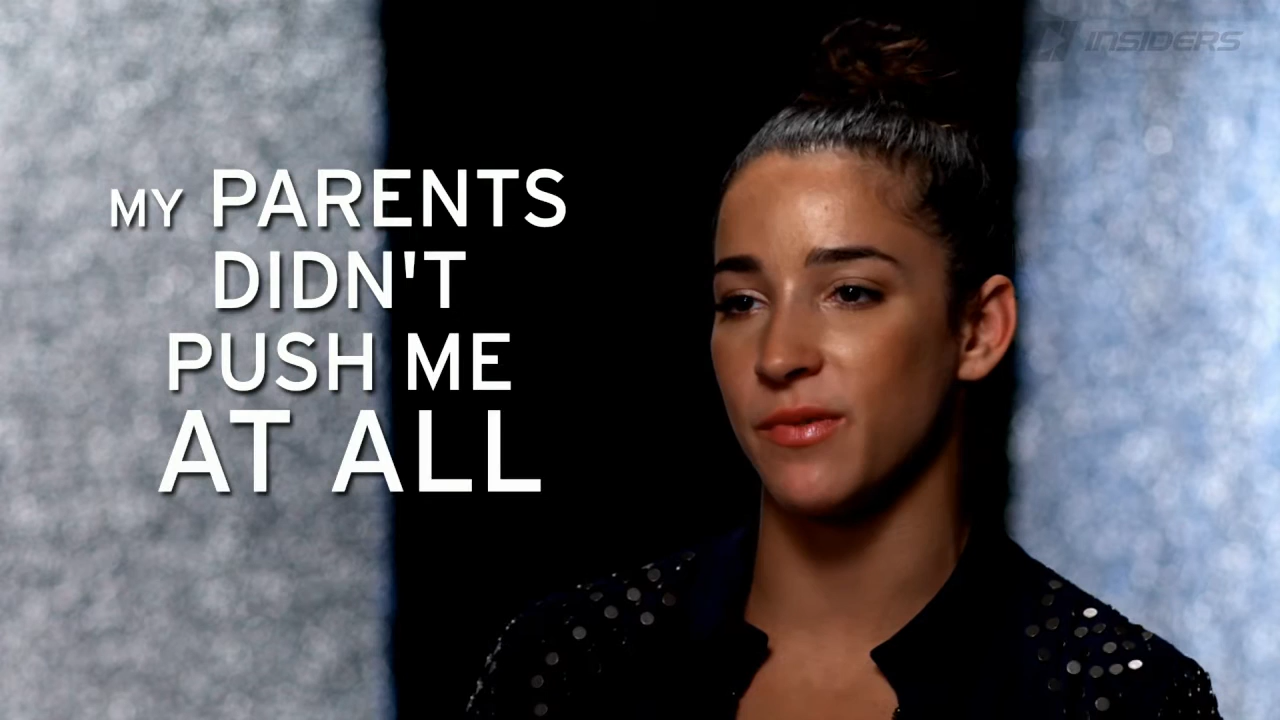 INSIDERS
MY PARENTS
DIDN'T
PUSH ME
AT ALL